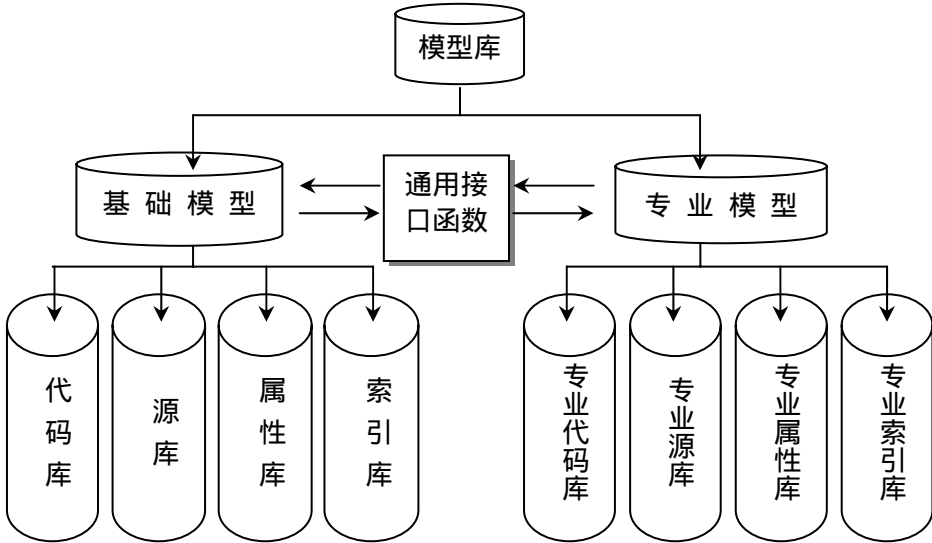 模型库
基础模型
通用接
口函数
专业模型
代码库
源库
属性库
索引库
专业代码库
专业源库
专业属性库
专业索引库